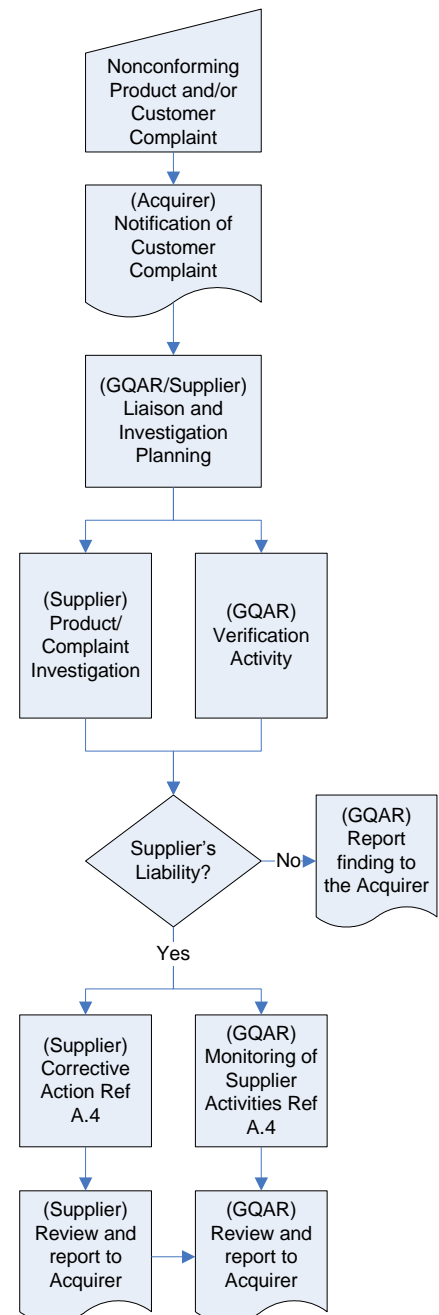 Nonconforming
Product and/or
Customer
Complaint
(Acquirer)
Notification of
Customer
Complaint
(GQAR/Supplier)
Liaison and
Investigation
Planning
(Supplier)
Product/
Complaint
Investigation
(GQAR)
Verification
Activity
Supplier's
Liability?
No
(GQAR)
Report
finding to
the Acquirer
Yes
(Supplier)
Corrective
Action Ref
A.4
(GQAR)
Monitoring of
Supplier
Activities Ref
A.4
(Supplier)
Review and
report to
Acquirer
(GQAR)
Review and
report to
Acquirer